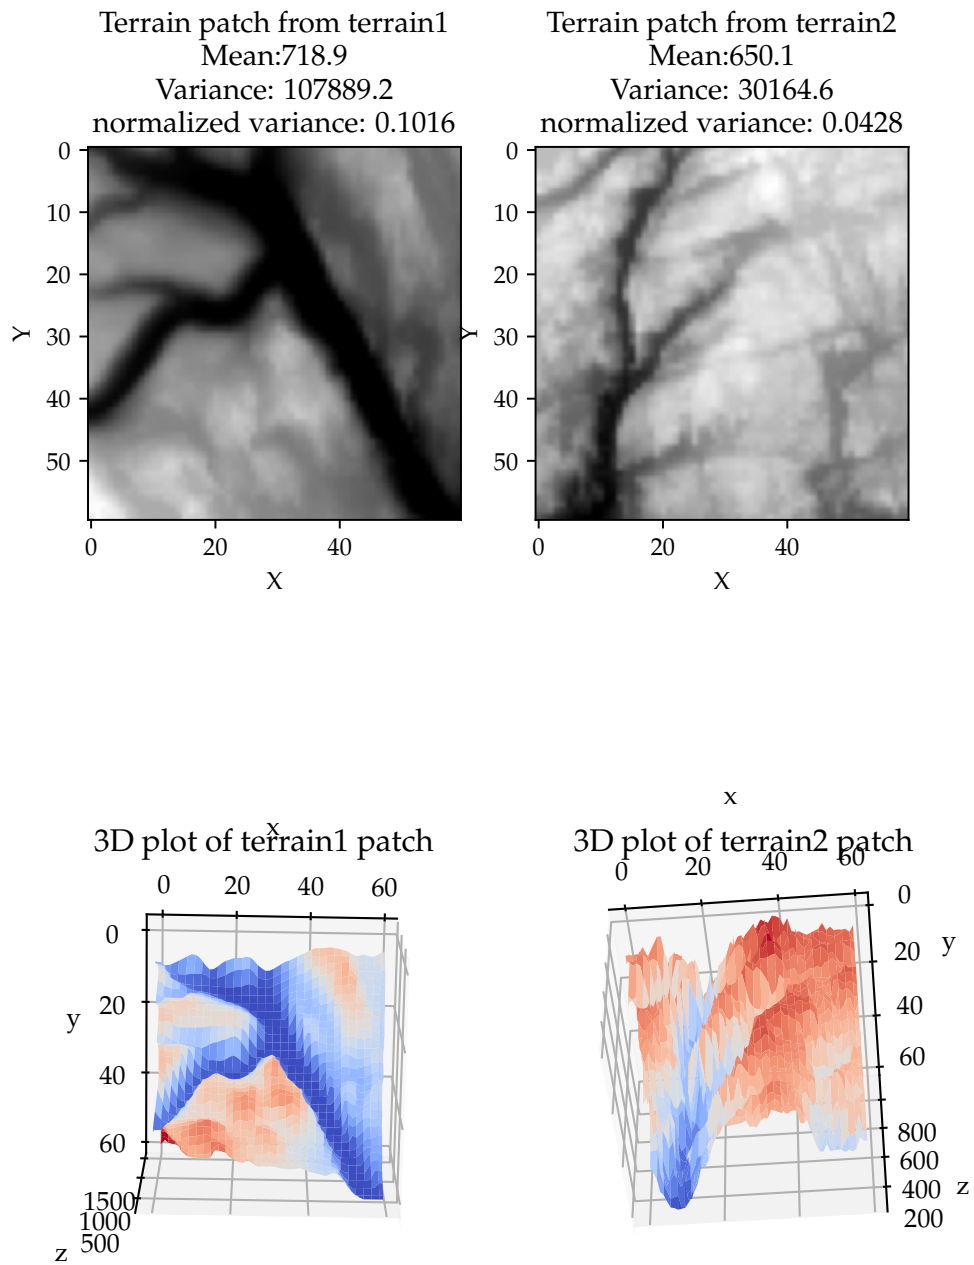 Terrain patch from terrain1
Mean:718.9
Variance: 107889.2
normalized variance: 0.1016
0
10
20
30
40
50
Y
0
20
40
X
Terrain patch from terrain2
Mean:650.1
Variance: 30164.6
normalized variance: 0.0428
0
10
20
30
40
50
Y
0
20
40
X
x
3D plot of terrain1 patch
0
20
40
60
0
20
40
60
y
1500
1000
500
z
x
3D plot of terrain2 patch
0
20
40
60
0
20
40
60
y
800
600
400
200
z